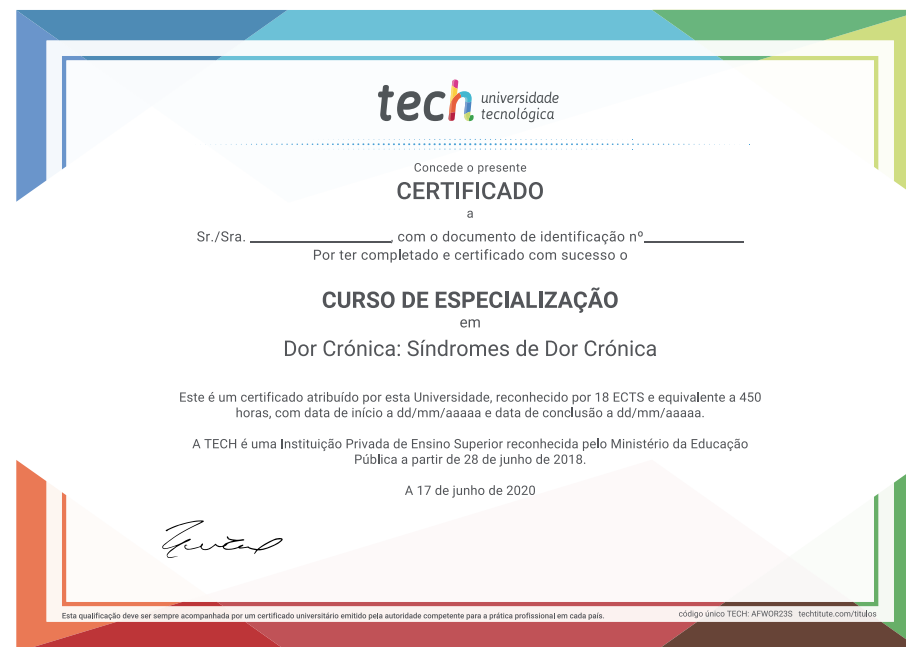 tech universidade
tecnológica
Concede o presente
CERTIFICADO
a
Sr./Sra. __________________, com o documento de identificação nº_____________
Por ter completado e certificado com sucesso o
CURSO DE ESPECIALIZAÇÃO
em
Dor Crónica: Síndromes de Dor Crónica
Este é um certificado atribuído por esta Universidade, reconhecido por 18 ECTS e equivalente a 450
horas, com data de início a dd/mm/aaaaa e data de conclusão a dd/mm/aaaaa.
A TECH é uma Instituição Privada de Ensino Superior reconhecida pelo Ministério da Educação
Pública a partir de 28 de junho de 2018.
A 17 de junho de 2020
Esta qualificação deve ser sempre acompanhada por um certificado universitário emitido pela autoridade competente para a prática profissional em cada país.
código único TECH: AFWOR23S techtitute.com/titulos